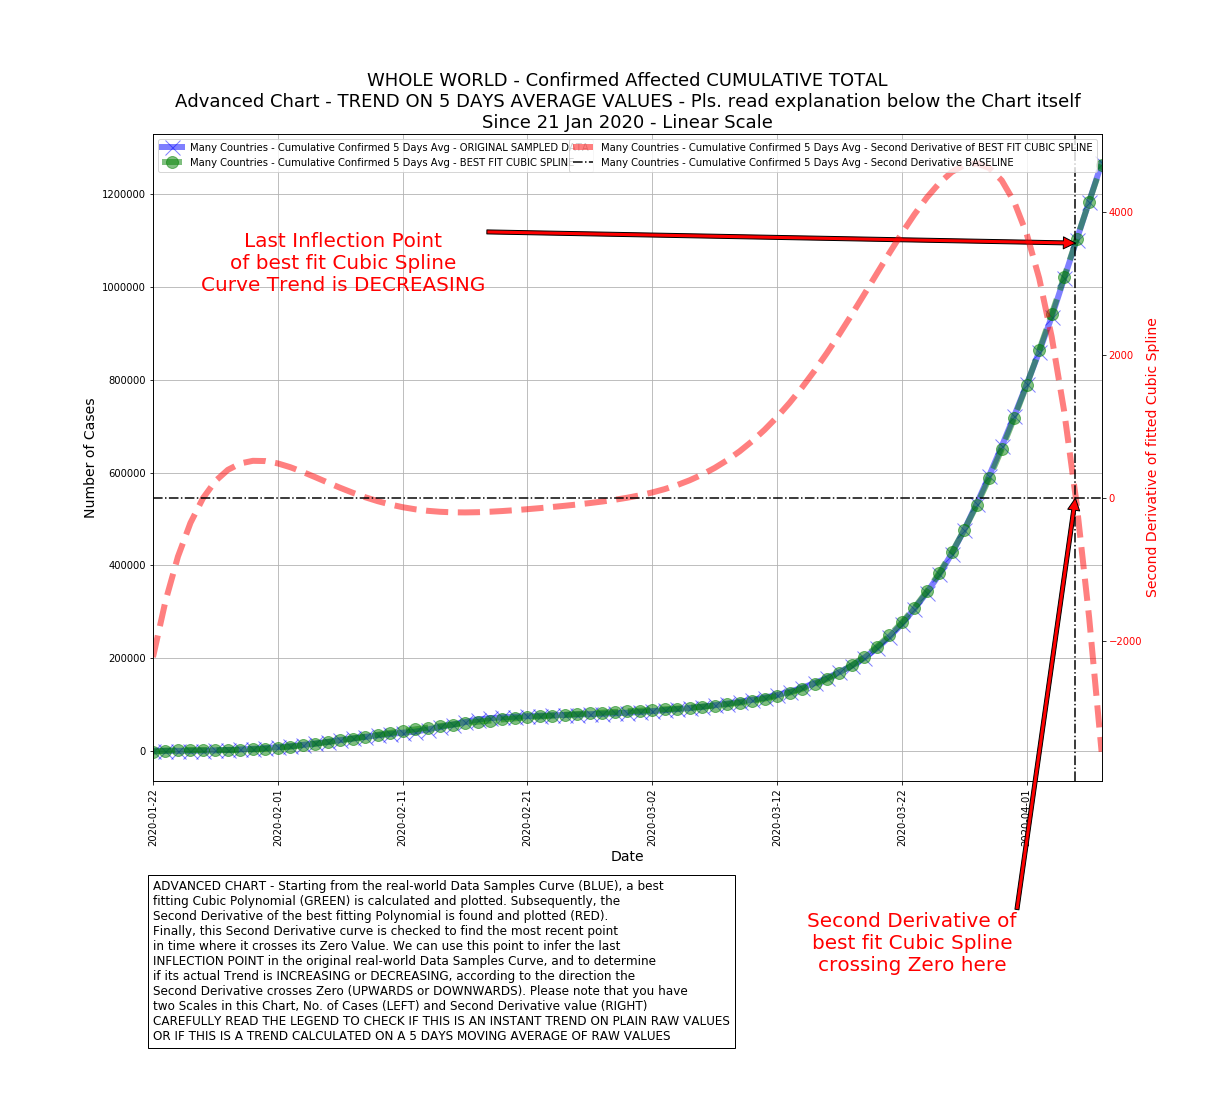 WHOLE WORLD - Confirmed Affected CUMULATIVE TOTAL
Advanced Chart - TREND ON 5 DAYS AVERAGE VALUES - Pls. read explanation below the Chart itself
Since 21 Jan 2020 - Linear Scale
Many Countries - Cumulative Confirmed 5 Days Avg - ORIGINAL SAMPLED DATA
Many Countries - Cumulative Confirmed 5 Days Avg - BEST FIT CUBIC SPLIN
Many Countries - Cumulative Confirmed 5 Days Avg - Second Derivative of BEST FIT CUBIC SPLINE
Many Countries - Cumulative Confirmed 5 Days Avg - Second Derivative BASELINE
Last Inflection Point
of best fit Cubic Spline
Curve Trend is DECREASING
Number of Cases
1200000
1000000
800000
600000
400000
200000
0
4000
2000
0
−2000
Second Derivative of fitted Cubic Spline
2020-01-22
2020-02-01
2020-02-11
2020-02-21
2020-03-02
2020-03-12
2020-03-22
2020-04-01
Date
Second Derivative of
best fit Cubic Spline
crossing Zero here
ADVANCED CHART - Starting from the real-world Data Samples Curve (BLUE), a best
fitting Cubic Polynomial (GREEN) is calculated and plotted. Subsequently, the
Second Derivative of the best fitting Polynomial is found and plotted (RED).
Finally, this Second Derivative curve is checked to find the most recent point
in time where it crosses its Zero Value. We can use this point to infer the last
INFLECTION POINT in the original real-world Data Samples Curve, and to determine
if its actual Trend is INCREASING or DECREASING, according to the direction the
Second Derivative crosses Zero (UPWARDS or DOWNWARDS). Please note that you have
two Scales in this Chart, No. of Cases (LEFT) and Second Derivative value (RIGHT)
CAREFULLY READ THE LEGEND TO CHECK IF THIS IS AN INSTANT TREND ON PLAIN RAW VALUES
OR IF THIS IS A TREND CALCULATED ON A 5 DAYS MOVING AVERAGE OF RAW VALUES